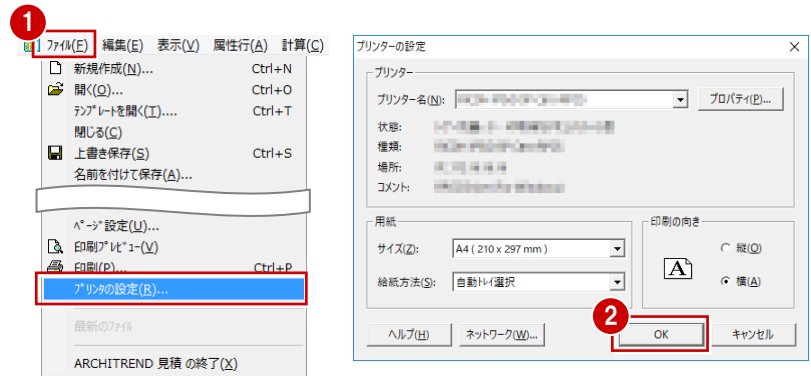 1
ﾌｧｲﾙ(F) 編集(E) 表示(V) 属性行(A) 計算(C)
新規作成(N)... Ctrl+N
開く(O)... Ctrl+O
ﾃﾝﾌﾟﾚｰﾄを開く(T).... Ctrl+T
閉じる(C)
上書き保存(S) Ctrl+S
名前を付けて保存(A)...
ﾍﾟｰｼﾞ設定(U)...
印刷ﾌﾟﾚﾋﾞｭｰ(V)
印刷(P)... Ctrl+P
ﾌﾟﾘﾝﾀの設定(R)...
最新のﾌｧｲﾙ
ARCHITREND 見積 の終了(X)
プリンターの設定
プリンター
プリンター名(N): プロパティ(P)...
状態:
種類:
場所:
コメント:
用紙
サイズ(Z): A4 ( 210 x 297 mm )
給紙方法(S): 自動ﾄﾚｲ選択
印刷の向き
A
縦(O)
横(A)
2
ヘルプ(H) ネットワーク(W)... OK キャンセル